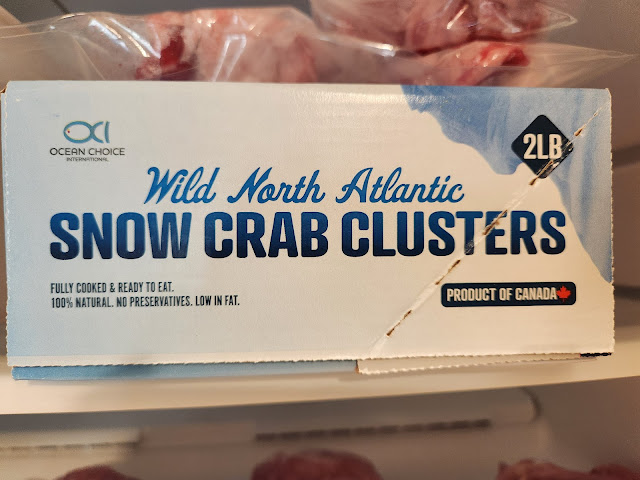 OCI
OCEAN CHOICE
INTERNATIONAL
2LB
Wild North Atlantic
SNOW CRAB CLUSTERS
FULLY COOKED & READY TO EAT.
100% NATURAL. NO PRESERVATIVES. LOW IN FAT.
PRODUCT OF CANADA